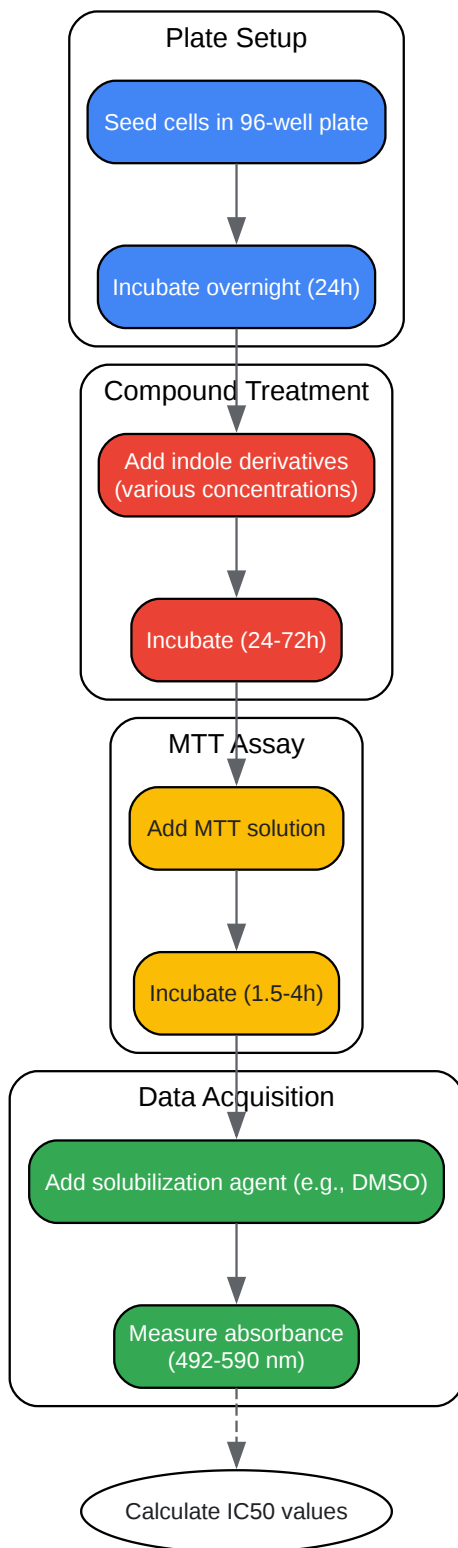 Plate Setup
Seed cells in 96-well plate
Incubate overnight (24h)
Compound Treatment
Add indole derivatives
(various concentrations)
Incubate (24-72h)
MTT Assay
Add MTT solution
Incubate (1.5-4h)
Data Acquisition
Add solubilization agent (e.g., DMSO)
Measure absorbance
(492-590 nm)
Calculate IC50 values